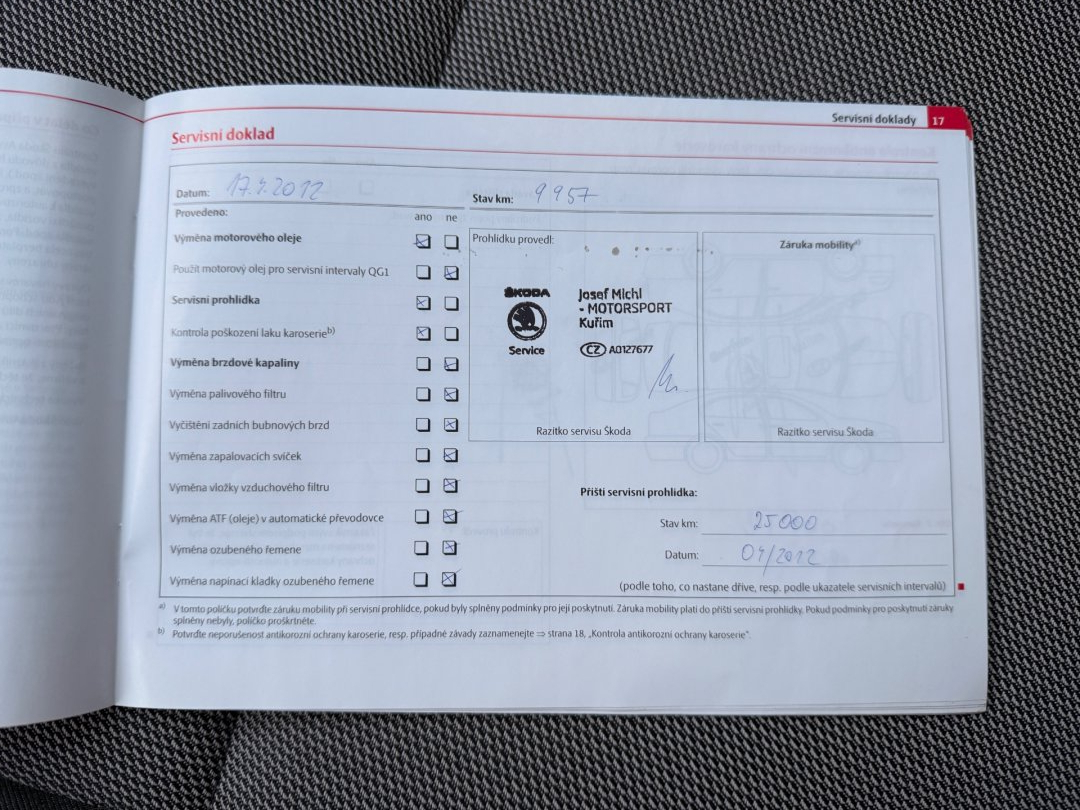 Servisní doklady 17
Servisní doklad
Datum: 17.4.2012
Stav km: 9957
Provedeno:
ano ne
Výměna motorového oleje
Použít motorový olej pro servisní intervaly QG1
Servisní prohlídka
Kontrola poškození laku karoserie b)
Výměna brzdové kapaliny
Výměna palivového filtru
Vyčištění zadních bubnových brzd
Výměna zapalovacích svíček
Výměna vložky vzduchového filtru
Výměna ATF (oleje) v automatické převodovce
Výměna ozubeného řemene
Výměna napínací kladky ozubeného řemene
Prohlídku provedl:
ŠKODA
Service
Josef Michl
- MOTORSPORT
Kuřim
CZ A0127677
Razítko servisu Škoda
Záruka mobility a)
Razítko servisu Škoda
Příští servisní prohlídka:
Stav km: 25000
Datum: 04/2022
(podle toho, co nastane dříve, resp. podle ukazatele servisních intervalů)
a) V tomto políčku potvrďte záruku mobility při servisní prohlídce, pokud byly splněny podmínky pro její poskytnutí. Záruka mobility platí do příští servisní prohlídky. Pokud podmínky pro poskytnutí záruky
splněny nebyly, políčko proškrtněte.
b) Potvrďte neporušenost antikorozní ochrany karoserie, resp. případné závady zaznamenejte ⇒ strana 18, „Kontrola antikorozní ochrany karoserie".